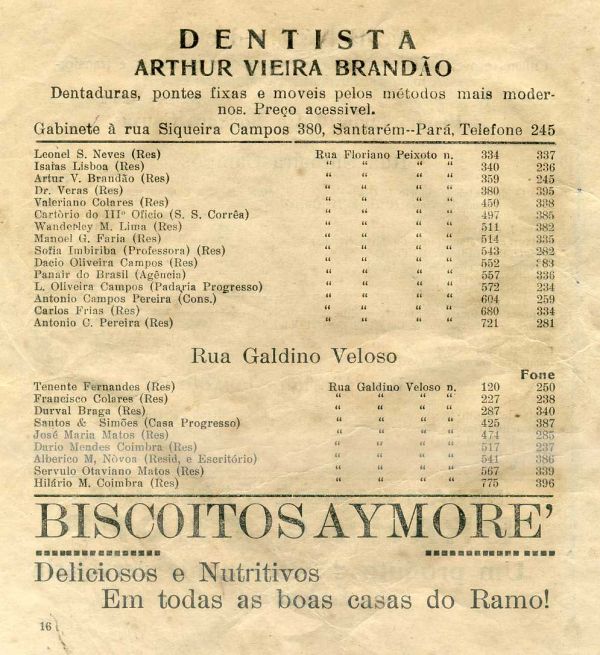 DENTISTA
ARTHUR VIEIRA BRANDÃO
Dentaduras, pontes fixas e moveis pelos métodos mais moder-
nos. Preço acessivel.
Gabinete à rua Siqueira Campos 380, Santarém--Pará, Telefone 245
Leonel S. Neves (Res) Rua Floriano Peixoto n. 334 337
Isaías Lisboa (Res) “ “ “ “ 340 236
Artur V. Brandão (Res) “ “ “ “ 359 245
Dr. Veras (Res) “ “ “ “ 380 395
Valeriano Colares (Res) “ “ “ “ 450 338
Cartório do IIIº Oficio (S. S. Corrêa) “ “ “ “ 497 385
Wanderley M. Lima (Res) “ “ “ “ 511 382
Manoel G. Faria (Res) “ “ “ “ 514 335
Sofia Imbiriba (Professora) (Res) “ “ “ “ 543 282
Dacio Oliveira Campos (Res) “ “ “ “ 552 383
Panair do Brasil (Agência) “ “ “ “ 557 336
L. Oliveira Campos (Padaria Progresso) “ “ “ “ 572 234
Antonio Campos Pereira (Cons.) “ “ “ “ 604 259
Carlos Frias (Res) “ “ “ “ 680 334
Antonio C. Pereira (Res) “ “ “ “ 721 281
Rua Galdino Veloso
Fone
Tenente Fernandes (Res) Rua Galdino Veloso n. 120 250
Francisco Colares (Res) “ “ “ “ 227 238
Durval Braga (Res) “ “ “ “ 287 340
Santos & Simões (Casa Progresso) “ “ “ “ 425 387
José Maria Matos (Res) “ “ “ “ 474 285
Dario Mendes Coimbra (Res) “ “ “ “ 517 237
Alberico M, Nóvoa (Resid, e Escritório) “ “ “ “ 541 386
Servulo Otaviano Matos (Res) “ “ “ “ 567 339
Hilário M. Coimbra (Res) “ “ “ “ 775 396
BISCOITOS AYMORE’
Deliciosos e Nutritivos
Em todas as boas casas do Ramo!
16